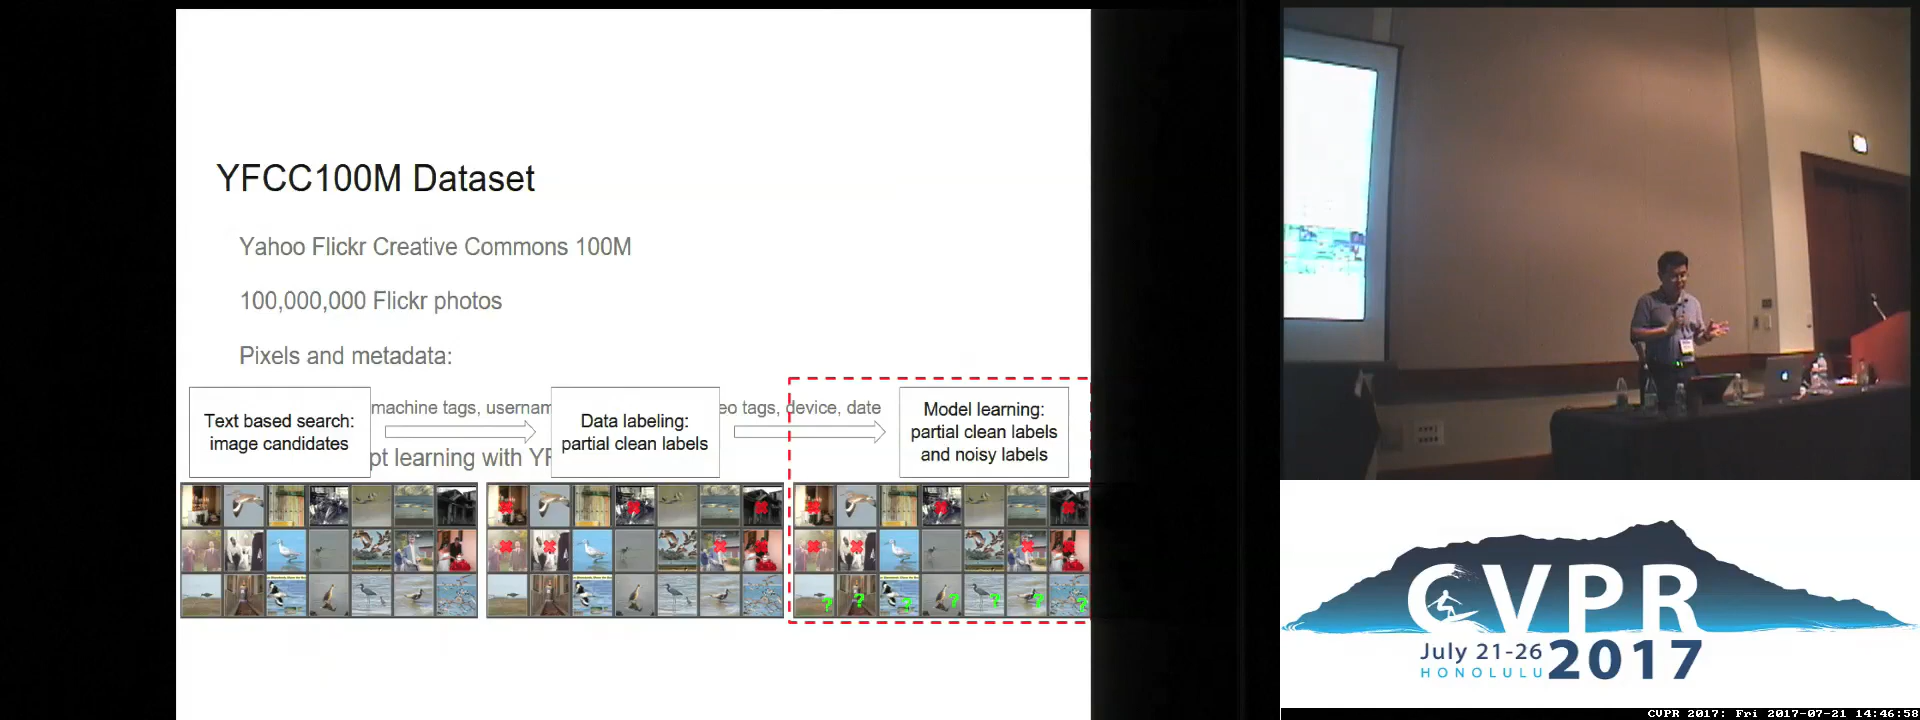 YFCC100M Dataset
Yahoo Flickr Creative Commons 100M
100,000,000 Flickr photos
Pixels and metadata:
machine tags, usernam
eo tags, device, date
Text based search:
image candidates
Data labeling:
partial clean labels
Model learning:
partial clean labels
and noisy labels
pt learning with YF
? ? ? ? ? ? ?
CVPR
July 21-26
HONOLULU
2017
CVPR 2017: Fri 2017-07-21 14:46:58